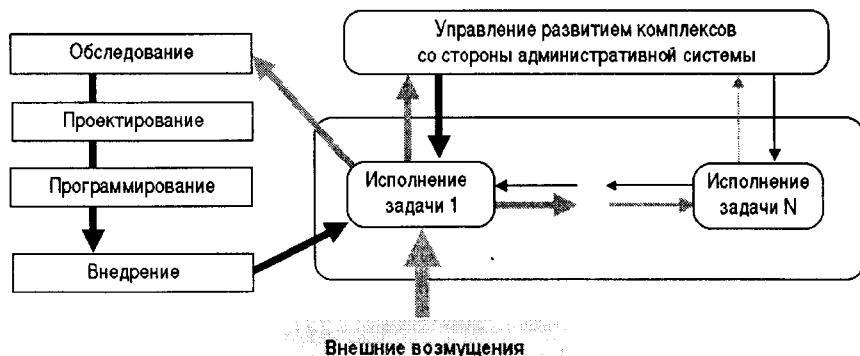 Обследование
Проектирование
Программирование
Внедрение
Управление развитием комплексов
со стороны административной системы
Исполнение
задачи 1
Исполнение
задачи N
Внешние возмущения